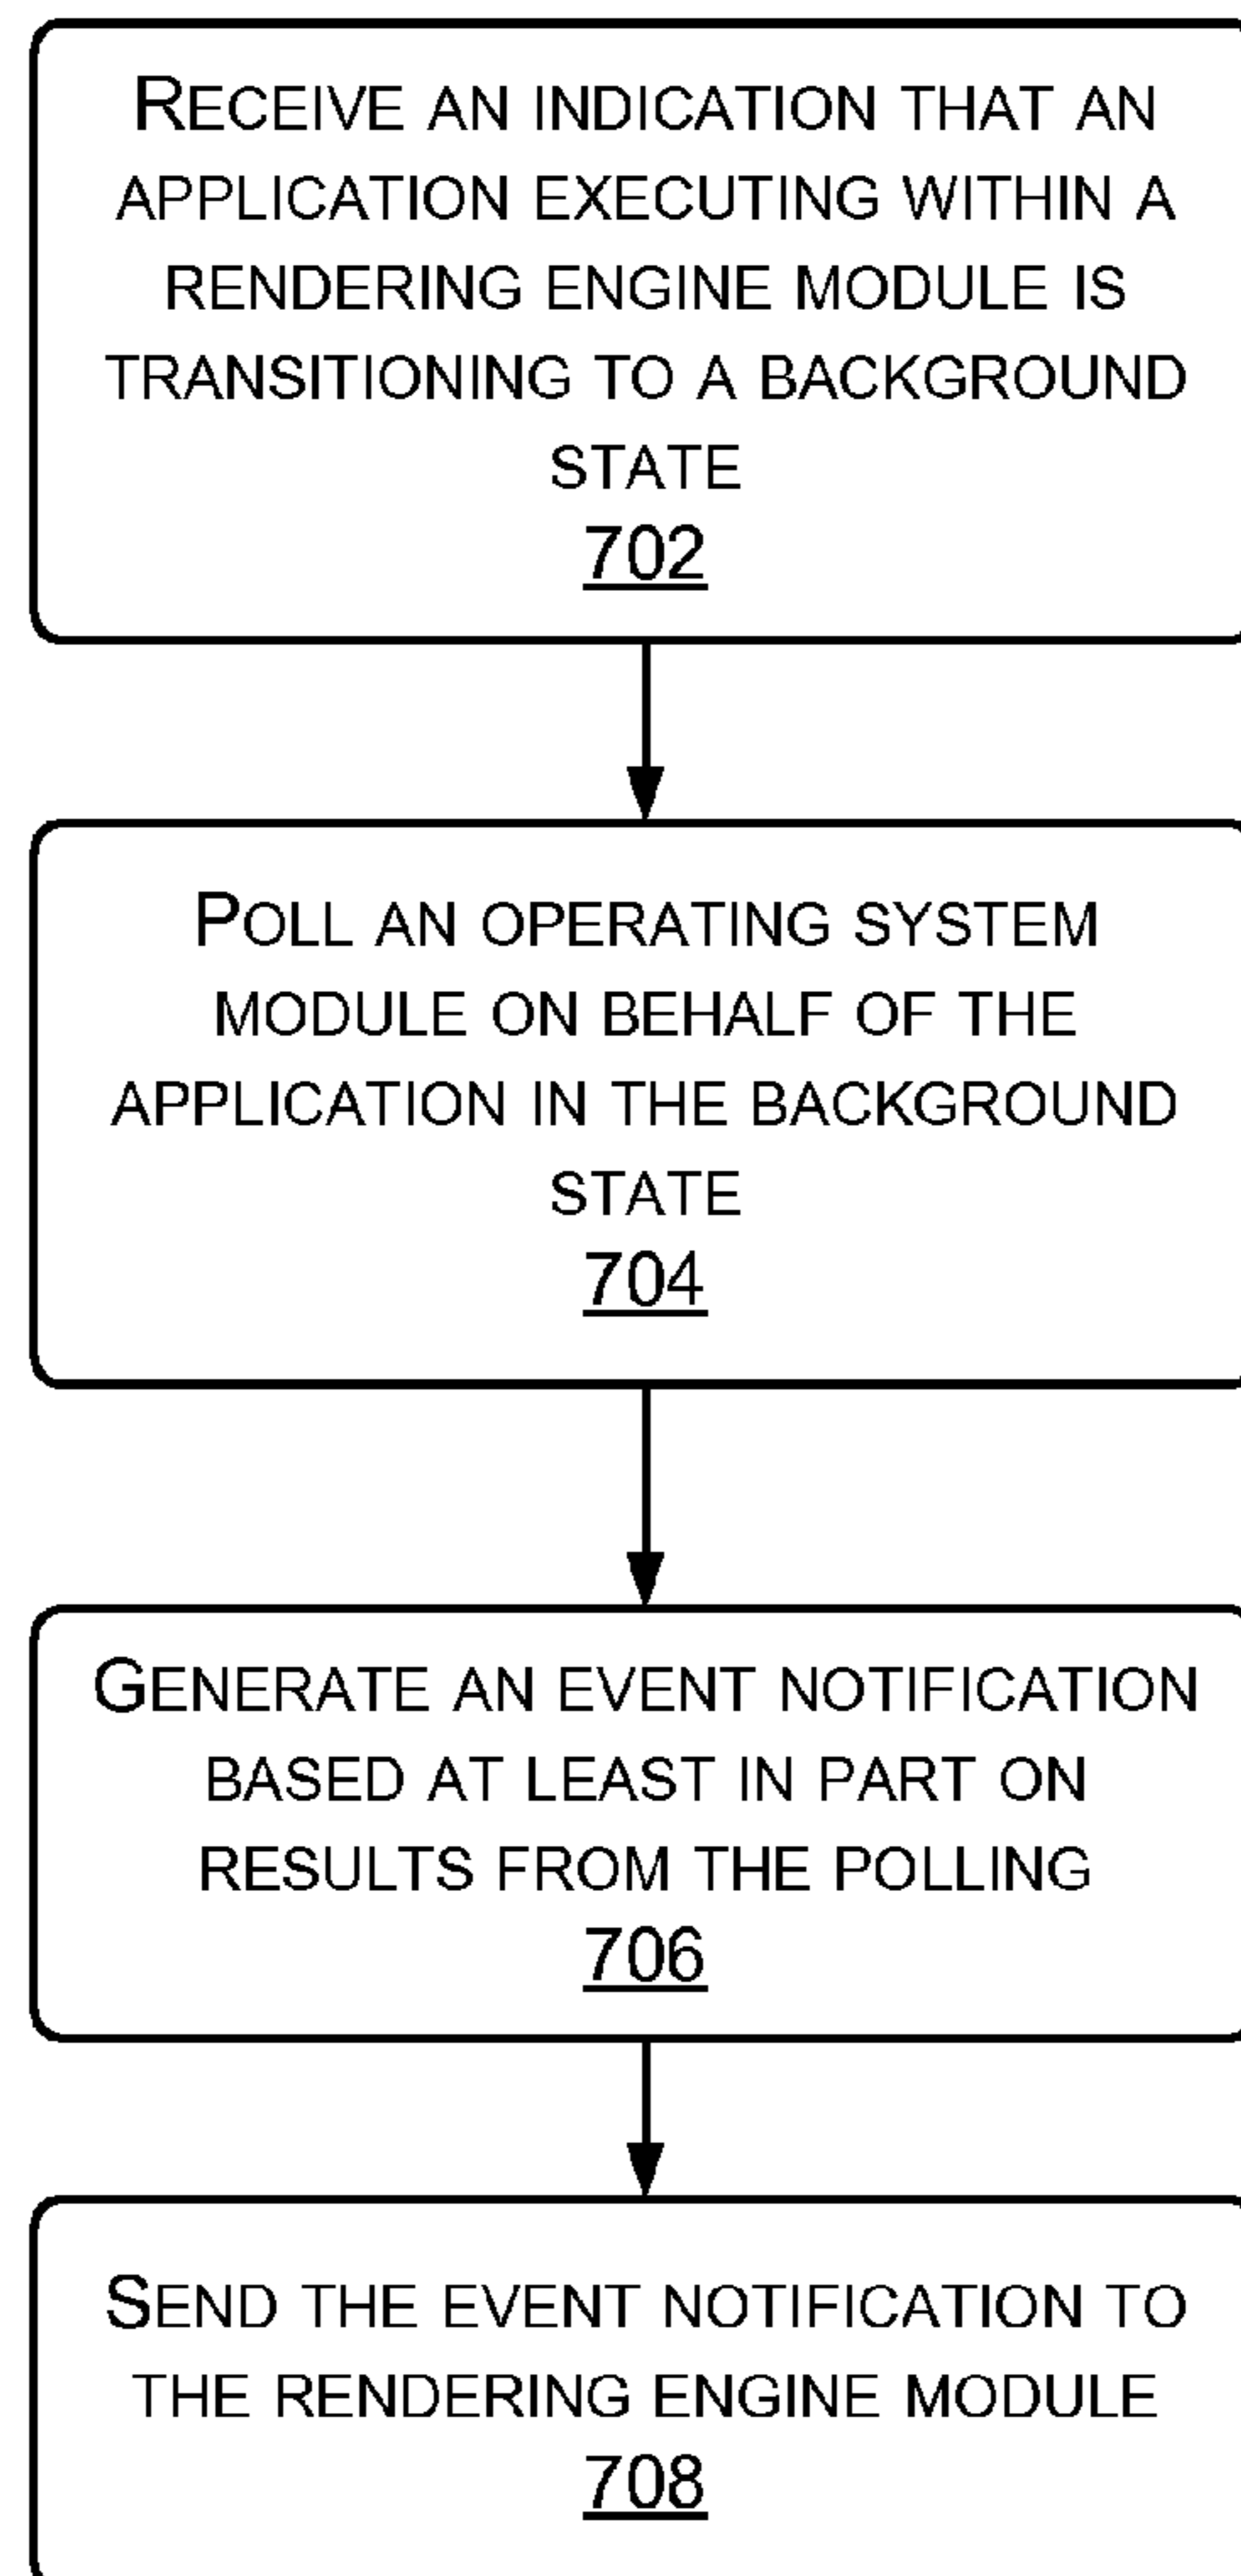 RECEIVE AN INDICATION THAT AN
APPLICATION EXECUTING WITHIN A
RENDERING ENGINE MODULE IS
TRANSITIONING TO A BACKGROUND
STATE
702
POLL AN OPERATING SYSTEM
MODULE ON BEHALF OF THE
APPLICATION IN THE BACKGROUND
STATE
704
GENERATE AN EVENT NOTIFICATION
BASED AT LEAST IN PART ON
RESULTS FROM THE POLLING
706
SEND THE EVENT NOTIFICATION TO
THE RENDERING ENGINE MODULE
708